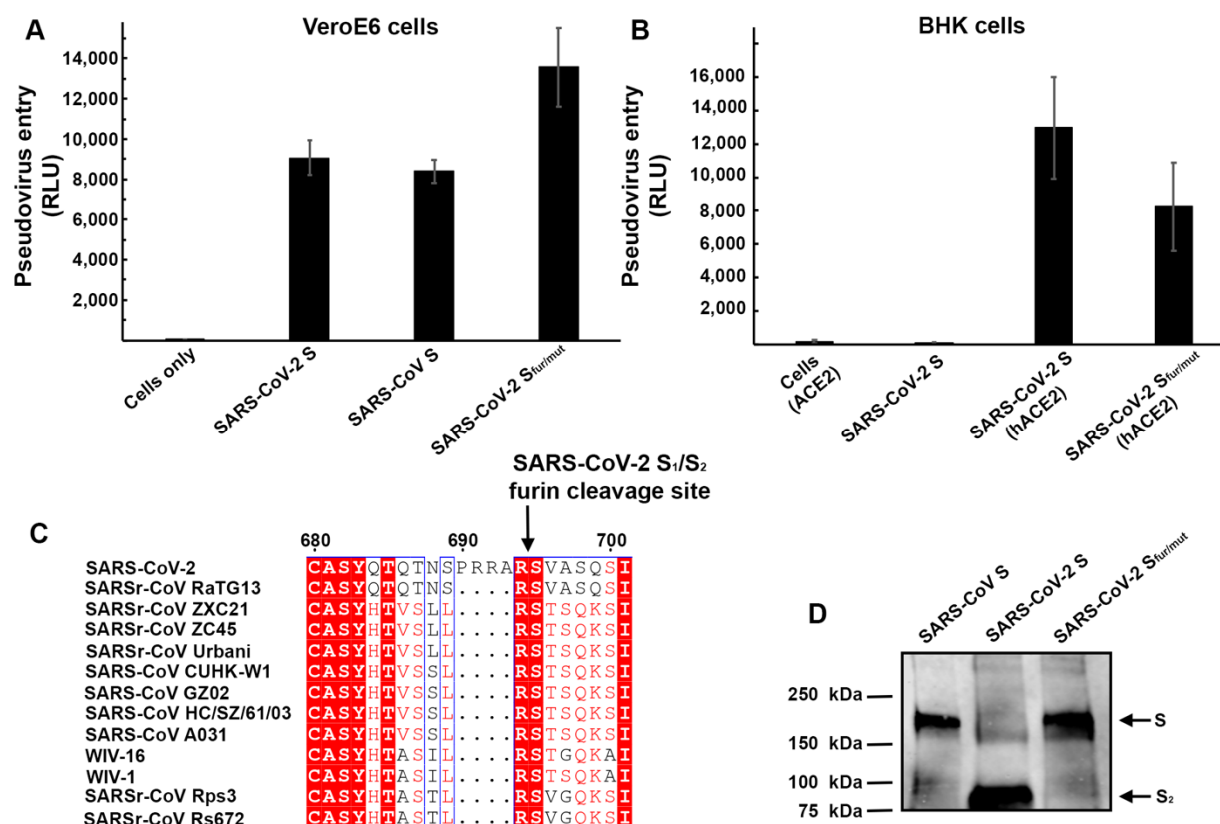 A
VeroE6 cells
Pseudovirus entry
(RLU)
14,000
12,000
10,000
8,000
6,000
4,000
2,000
Cells only
SARS-CoV-2 S
SARS-CoV S
SARS-CoV-2 Sfur/mut
B
BHK cells
Pseudovirus entry
(RLU)
16,000
14,000
12,000
10,000
8,000
6,000
4,000
2,000
Cells
(ACE2)
SARS-CoV-2 S
SARS-CoV-2 S
(hACE2)
SARS-CoV-2 Sfur/mut
(hACE2)
C
SARS-CoV-2 S1/S2
furin cleavage site
680 690 700
SARS-CoV-2 CASYQTQTNSPRRARSVASQSI
SARSr-CoV RaTG13 CASYQTQTNS....RSVASQSI
SARSr-CoV ZXC21 CASYHTVSLL....RSTSQKSI
SARSr-CoV ZC45 CASYHTVSLL....RSTSQKSI
SARSr-CoV Urbani CASYHTVSLL....RSTSQKSI
SARS-CoV CUHK-W1 CASYHTVSSL....RSTSQKSI
SARS-CoV GZ02 CASYHTVSSL....RSTSQKSI
SARS-CoV HC/SZ/61/03 CASYHTVSSL....RSTSQKSI
SARS-CoV A031 CASYHTVSSL....RSTSQKSI
WIV-16 CASYHTASIL....RSTGQKAI
WIV-1 CASYHTASIL....RSTSQKAI
SARSr-CoV Rps3 CASYHTASTL....RSVGQKSI
SARSr-CoV Rs672 CASYHTASTL....RSVGQKSI
D
SARS-CoV S
SARS-CoV-2 S
SARS-CoV-2 Sfur/mut
250 kDa
150 kDa
100 kDa
75 kDa
S
S2